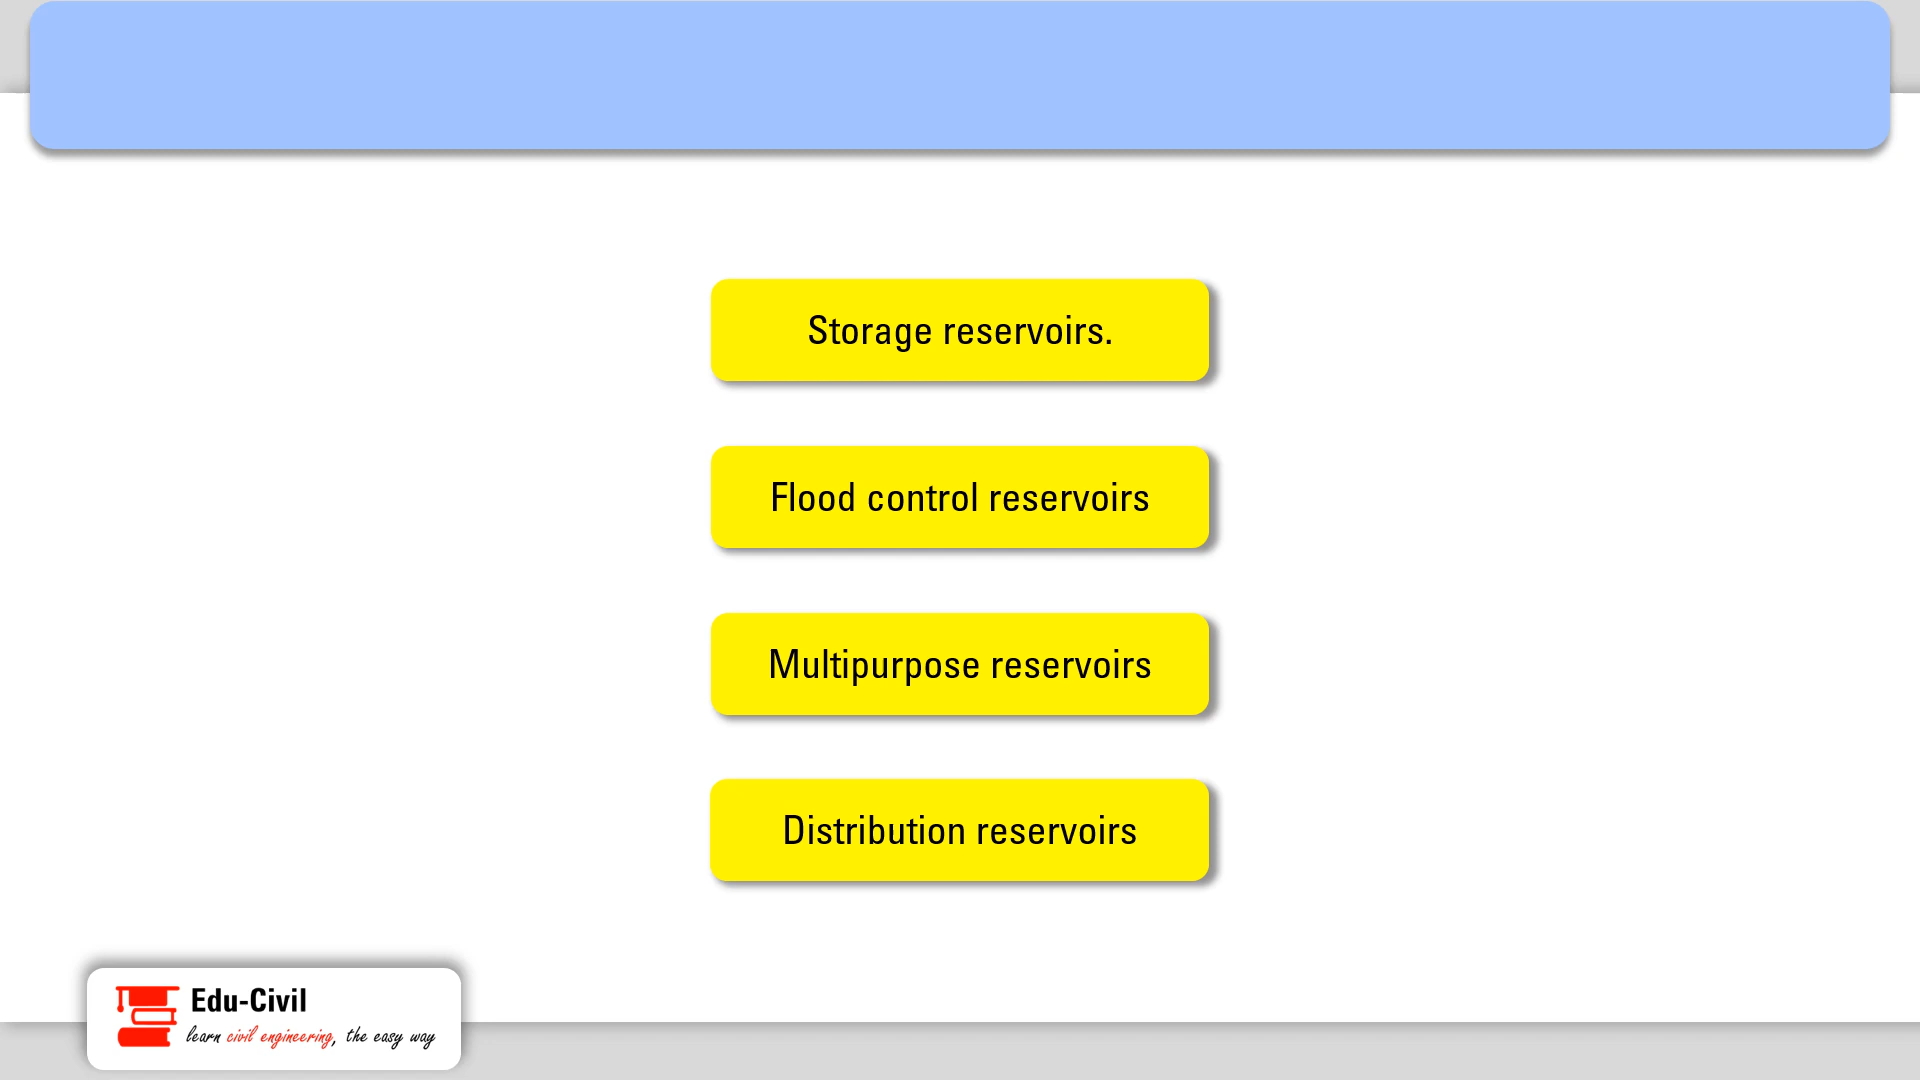 Storage reservoirs.
Flood control reservoirs
Multipurpose reservoirs
Distribution reservoirs
Edu-Civil
learn civil engineering, the easy way